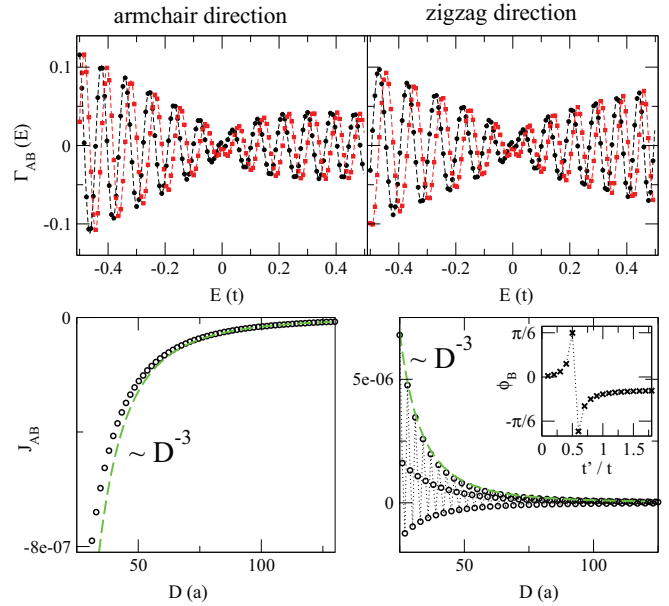 armchair direction
zigzag direction
Γ_AB (E)
0.1
0
-0.1
-0.4 -0.2 0 0.2 0.4
-0.4 -0.2 0 0.2 0.4
E (t)
E (t)
J_AB
0
-8e-07
~ D^-3
50 100
D (a)
5e-06
0
~ D^-3
ϕ_B
π/6
0
-π/6
0 0.5 1 1.5
t' / t
50 100
D (a)